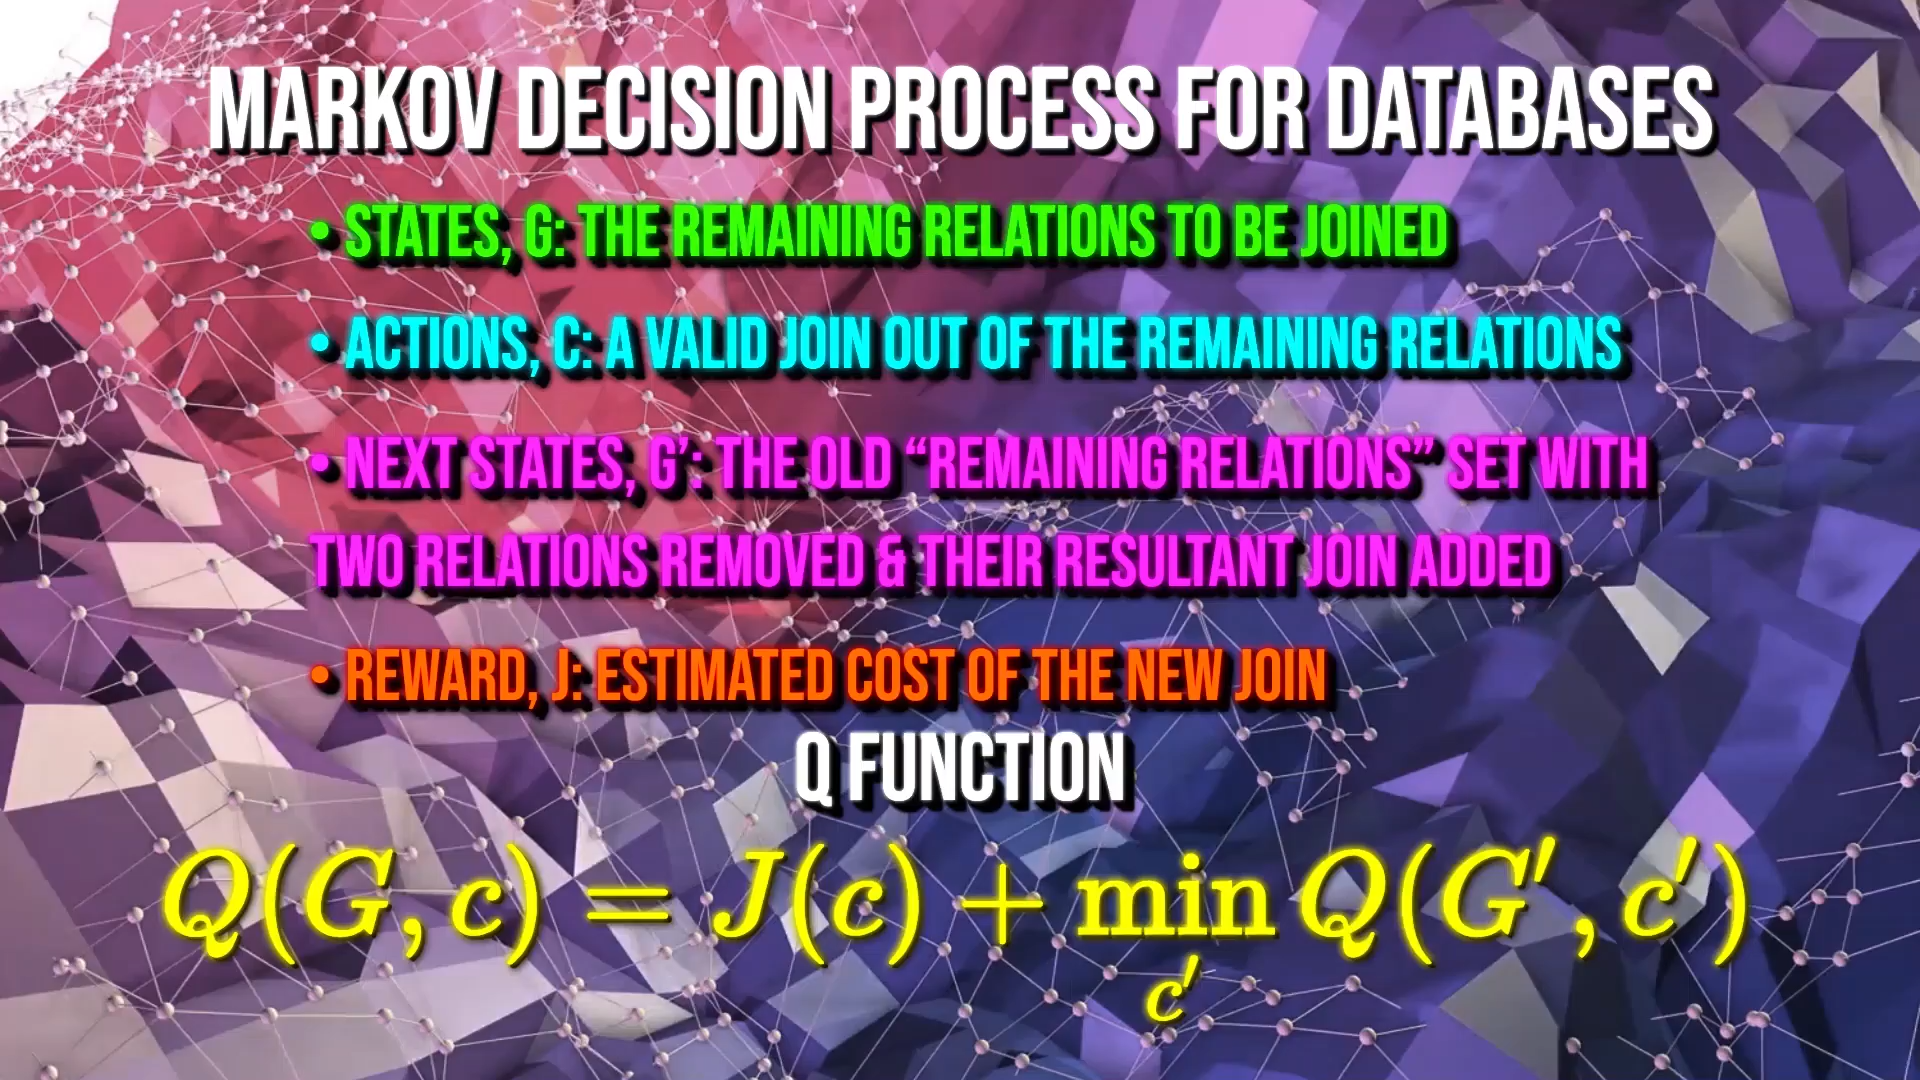 MARKOV DECISION PROCESS FOR DATABASES
• STATES, G: THE REMAINING RELATIONS TO BE JOINED
• ACTIONS, C: A VALID JOIN OUT OF THE REMAINING RELATIONS
• NEXT STATES, G’: THE OLD “REMAINING RELATIONS” SET WITH
TWO RELATIONS REMOVED & THEIR RESULTANT JOIN ADDED
• REWARD, J: ESTIMATED COST OF THE NEW JOIN
Q FUNCTION
Q(G, c) = J(c) + min Q(G′, c′)
c′